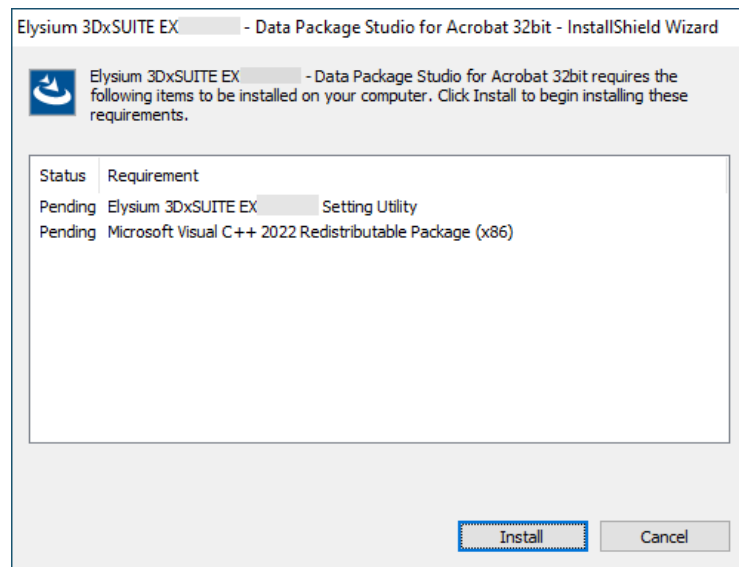 Elysium 3DxSUITE EX - Data Package Studio for Acrobat 32bit - InstallShield Wizard
Elysium 3DxSUITE EX - Data Package Studio for Acrobat 32bit requires the
following items to be installed on your computer. Click Install to begin installing these
requirements.
Status Requirement
Pending Elysium 3DxSUITE EX Setting Utility
Pending Microsoft Visual C++ 2022 Redistributable Package (x86)
Install Cancel